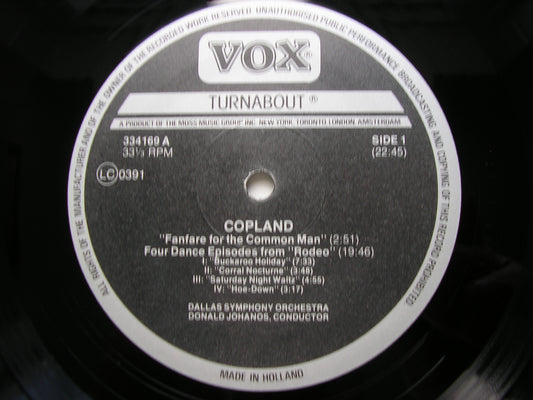 ALL RIGHTS OF THE MANUFACTURER AND OF THE OWNER OF THE RECORDED WORK RESERVED. UNAUTHORISED PUBLIC PERFORMANCE BROADCASTING AND COPYING OF THIS RECORD PROHIBITED
VOX®
TURNABOUT®
A PRODUCT OF THE MOSS MUSIC GROUP INC. NEW YORK TORONTO LONDON AMSTERDAM
334169 A SIDE 1
33⅓ RPM (22:45)
LC 0391
COPLAND
"Fanfare for the Common Man" (2:51)
Four Dance Episodes from "Rodeo" (19:46)
I: "Buckaroo Holiday" (7:33)
II: "Corral Nocturne" (3:48)
III: "Saturday Night Waltz" (4:55)
IV: "Hoe-Down" (3:17)
DALLAS SYMPHONY ORCHESTRA
DONALD JOHANOS, CONDUCTOR
MADE IN HOLLAND